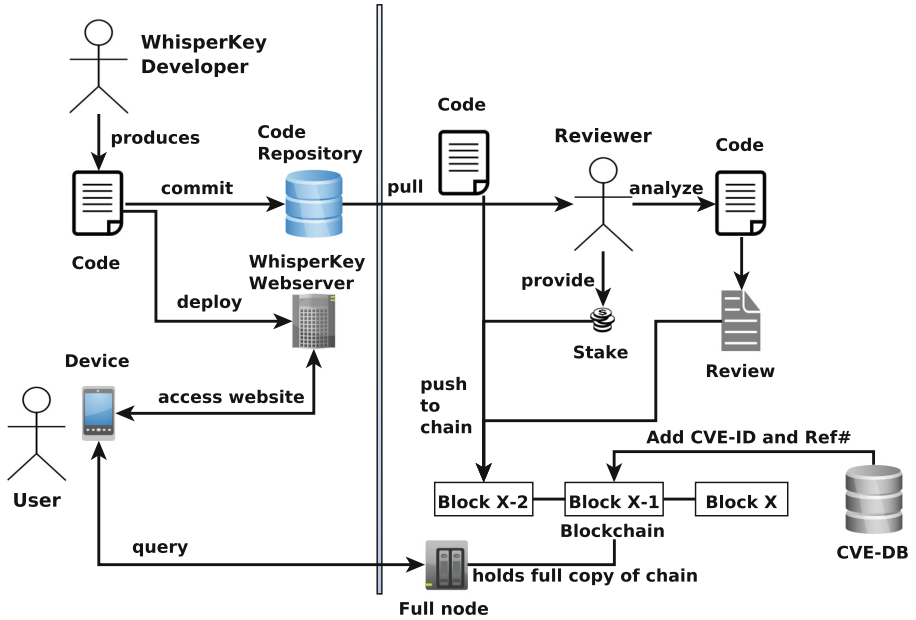 WhisperKey
Developer
produces
Code
commit
Code
Repository
pull
deploy
WhisperKey
Webserver
Device
access website
User
query
Code
Reviewer
analyze
Code
provide
S
Stake
Review
push
to
chain
Add CVE-ID and Ref#
Block X-2
Block X-1
Block X
Blockchain
CVE-DB
holds full copy of chain
Full node